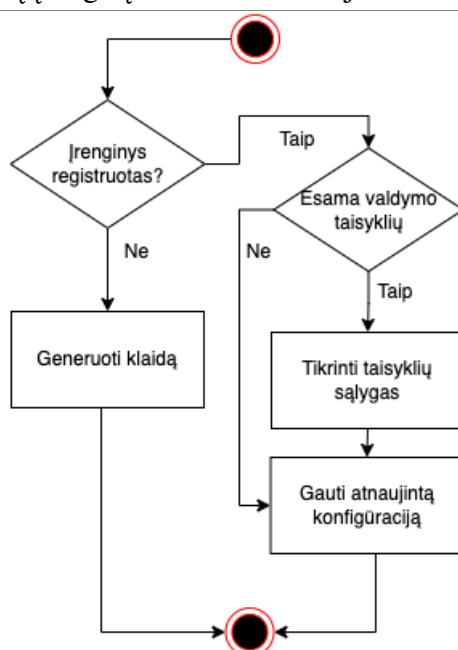 Įrenginys
registruotas?
Taip
Esama valdymo
taisyklių
Ne
Ne
Taip
Generuoti klaidą
Tikrinti taisyklių
sąlygas
Gauti atnaujintą
konfigūraciją